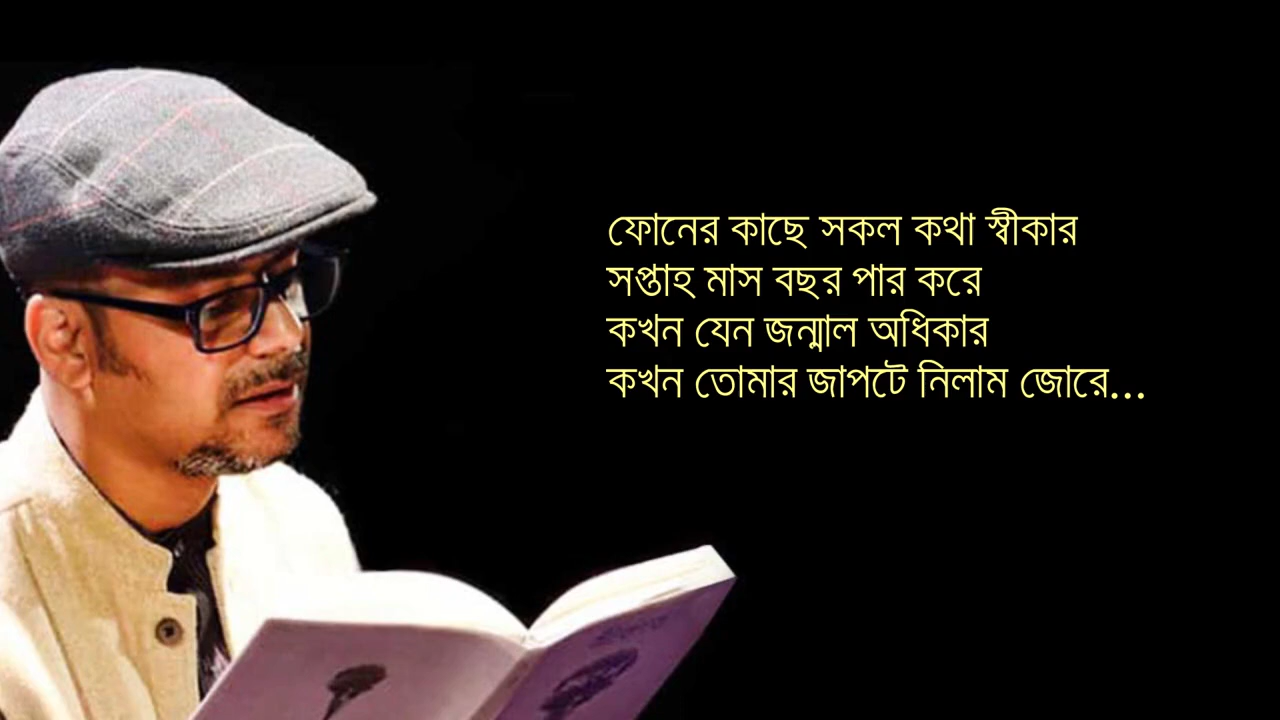 ফোনের কাছে সকল কথা স্বীকার
সপ্তাহ মাস বছর পার করে
কখন যেন জন্মাল অধিকার
কখন তোমার জাপটে নিলাম জোরে...